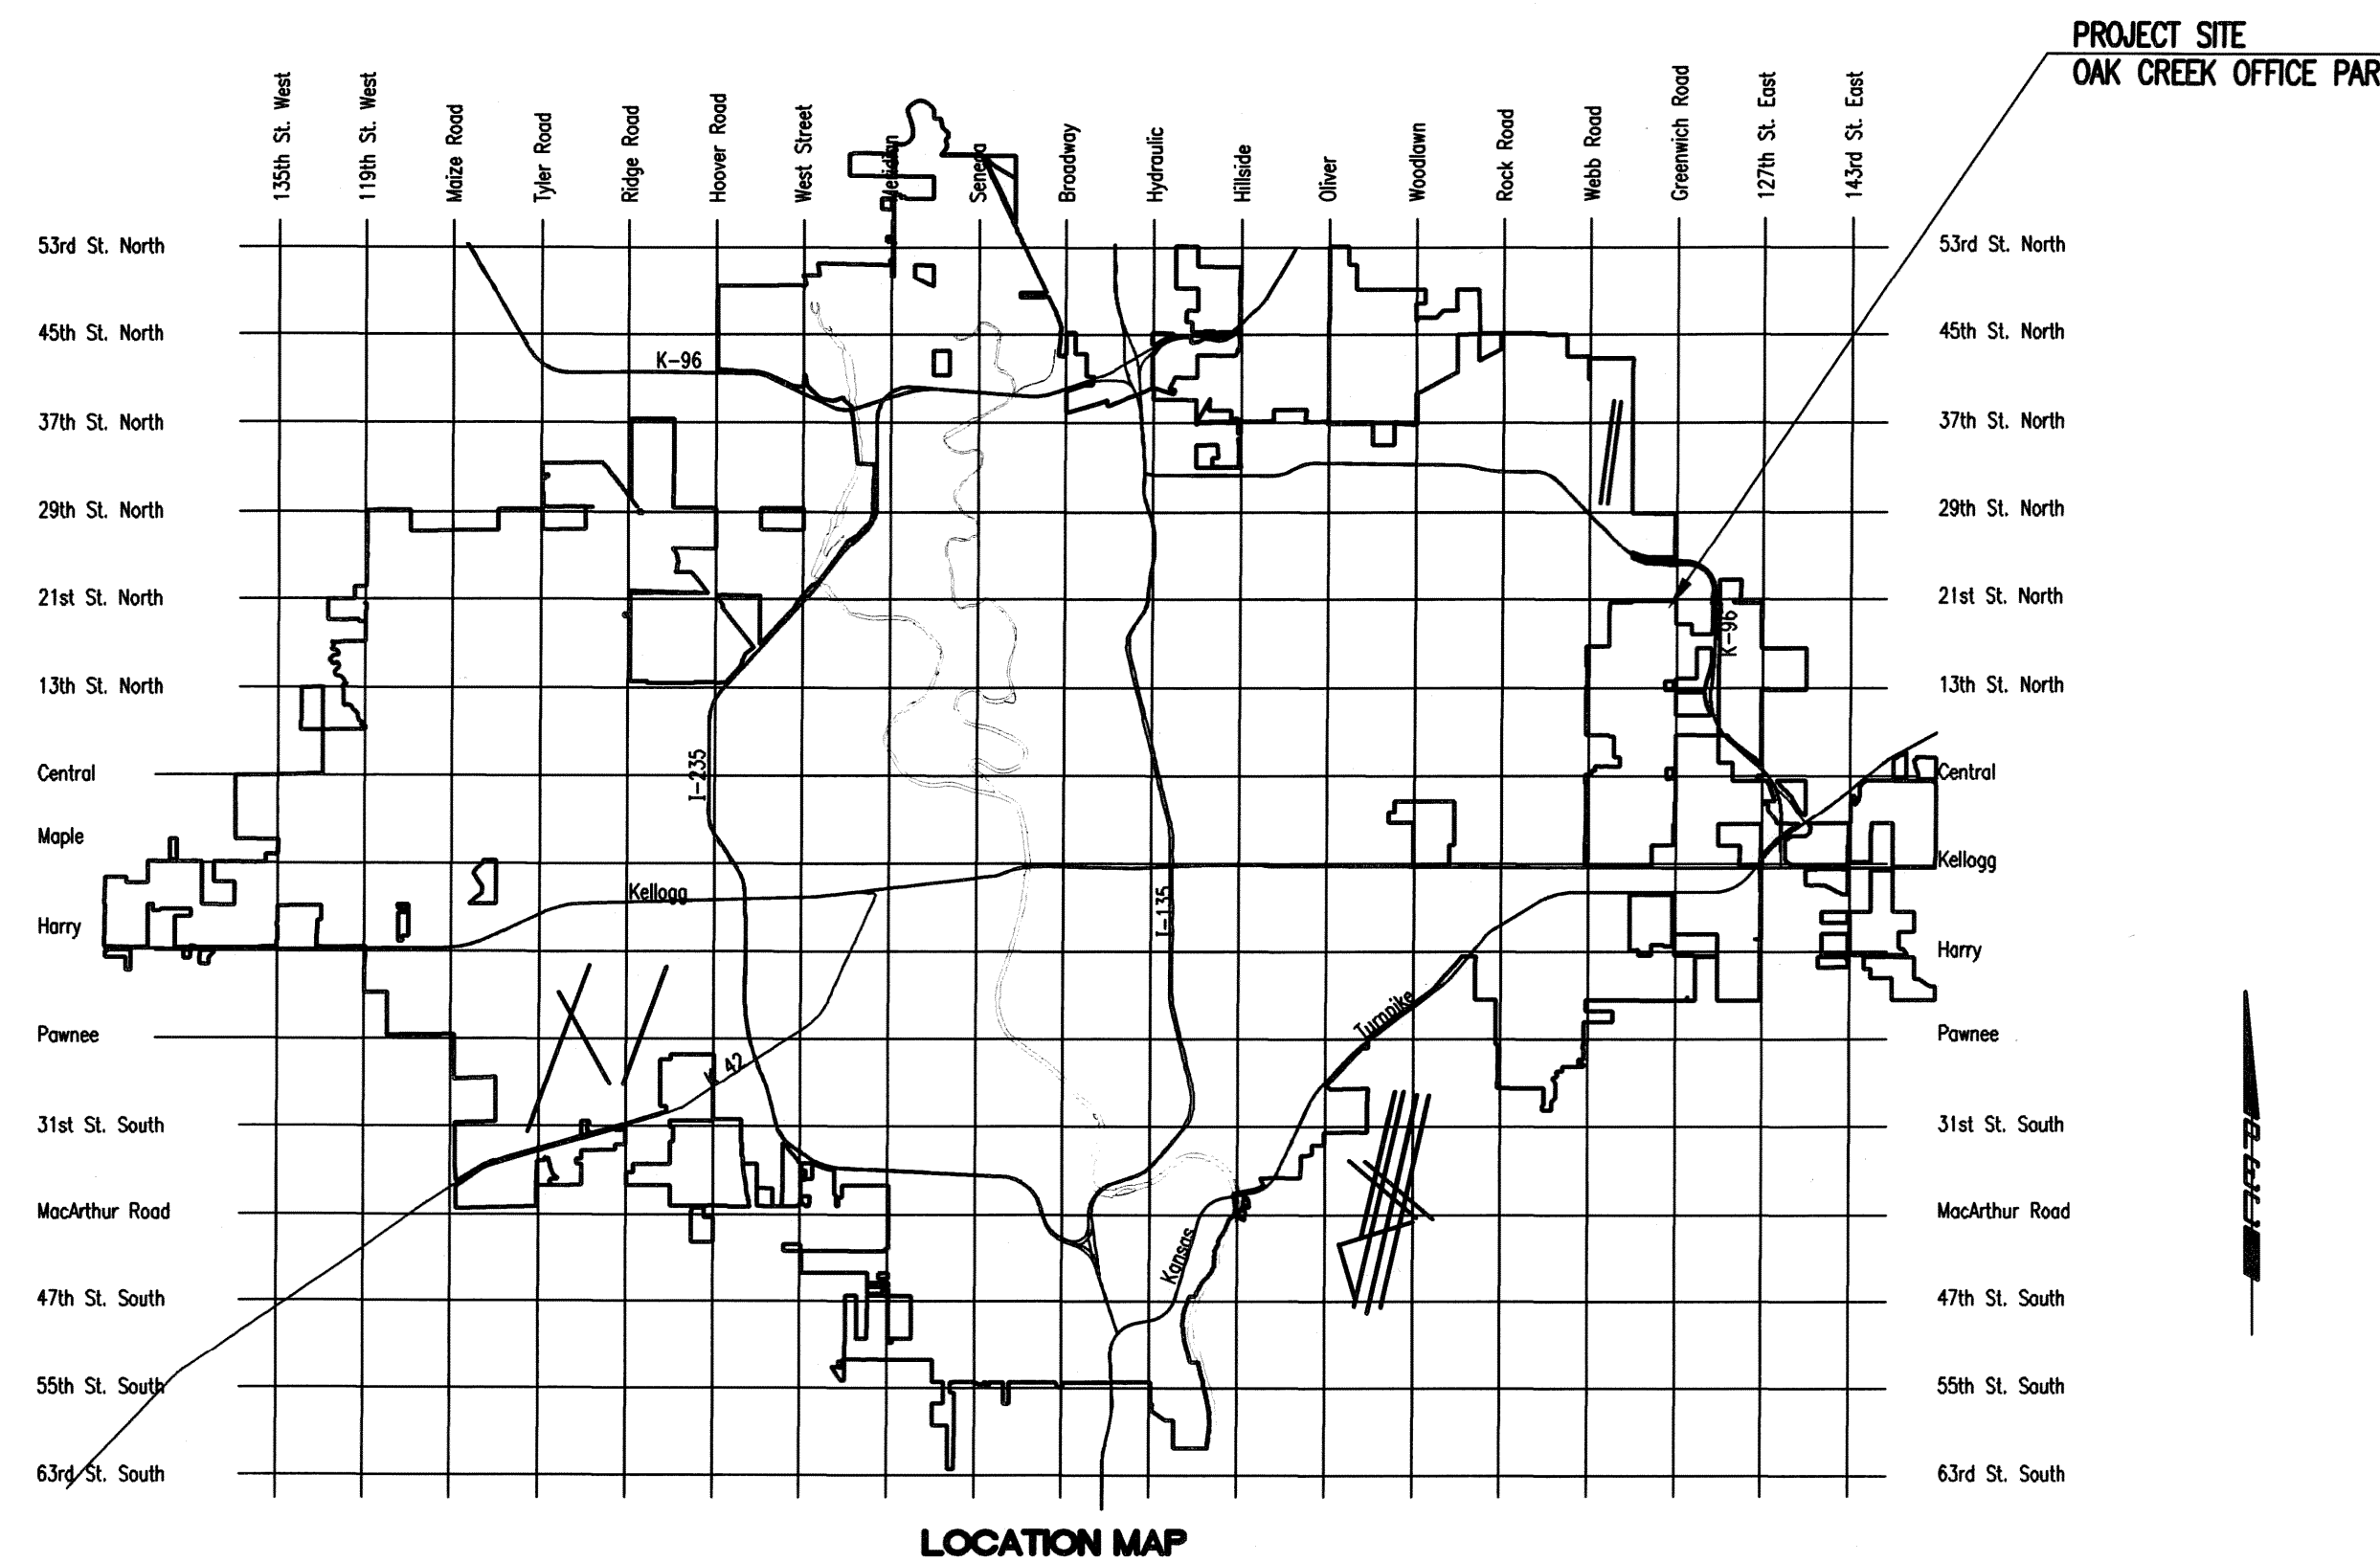 PROJECT SITE
OAK CREEK OFFICE PAR
135th St. West
119th St. West
Maize Road
Tyler Road
Ridge Road
Hoover Road
West Street
Meridian
Seneca
Broadway
Hydraulic
Hillside
Oliver
Woodlawn
Rock Road
Webb Road
Greenwich Road
127th St. East
143rd St. East
53rd St. North
53rd St. North
45th St. North
45th St. North
K-96
37th St. North
37th St. North
29th St. North
29th St. North
21st St. North
21st St. North
K-96
13th St. North
13th St. North
I-235
Central
Central
Maple
Kellogg
Kellogg
I-135
Harry
Harry
Turnpike
Pawnee
Pawnee
42
31st St. South
31st St. South
MacArthur Road
MacArthur Road
Kansas
47th St. South
47th St. South
55th St. South
55th St. South
63rd St. South
63rd St. South
LOCATION MAP